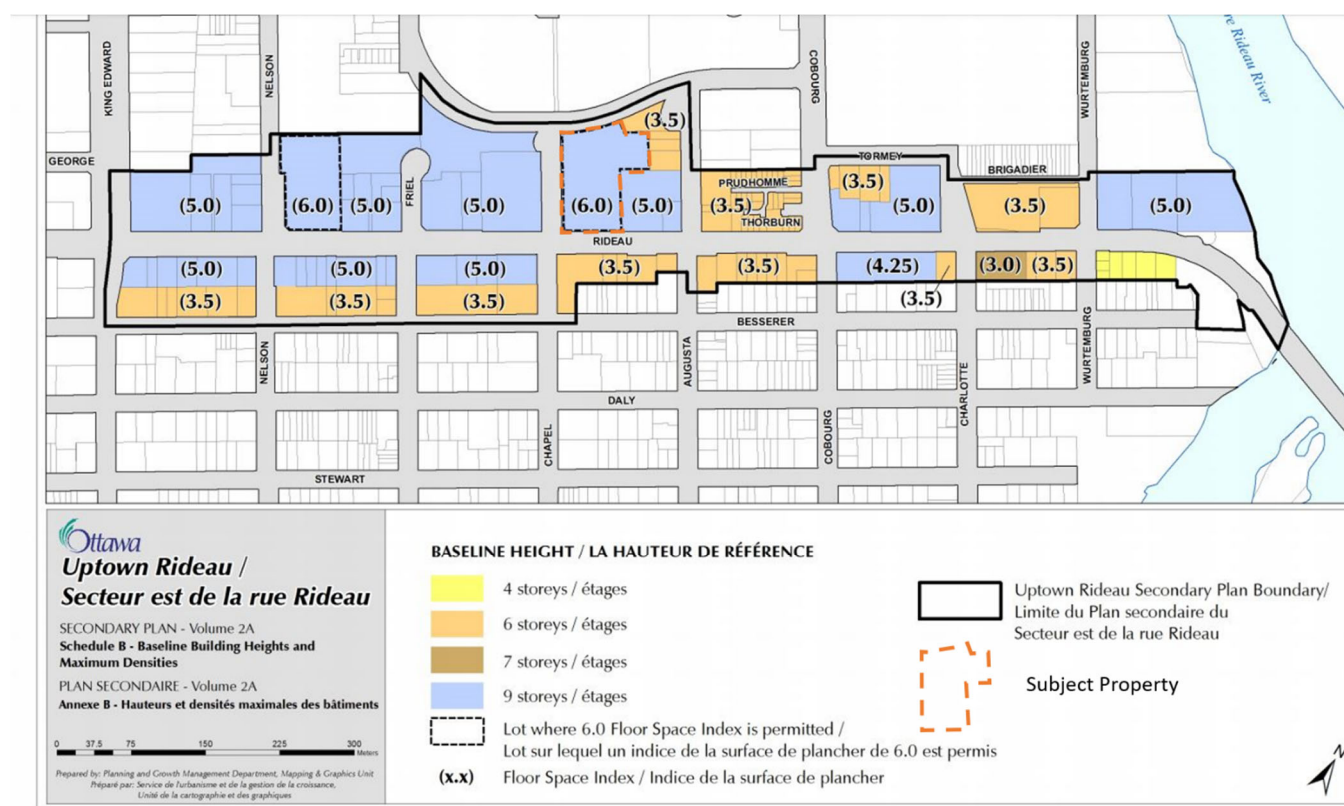 KING EDWARD
NELSON
COBOURG
WURTEMBURG
re Rideau River
GEORGE
(3.5)
TORMEY
BRIGADIER
PRUDHOMME
(3.5)
FRIEL
(5.0)
(6.0)
(5.0)
(5.0)
(6.0)
(5.0)
(3.5)
THORBURN
(5.0)
(3.5)
(5.0)
RIDEAU
(5.0)
(5.0)
(5.0)
(3.5)
(3.5)
(4.25)
(3.0)
(3.5)
(3.5)
(3.5)
(3.5)
(3.5)
BESSERER
NELSON
AUGUSTA
WURTEMBURG
DALY
CHARLOTTE
CHAPEL
COBOURG
STEWART
Ottawa
Uptown Rideau /
Secteur est de la rue Rideau
SECONDARY PLAN - Volume 2A
Schedule B - Baseline Building Heights and
Maximum Densities
PLAN SECONDAIRE - Volume 2A
Annexe B - Hauteurs et densités maximales des bâtiments
0 37.5 75 150 225 300
Meters
Prepared by: Planning and Growth Management Department, Mapping & Graphics Unit
Préparé par: Service de l'urbanisme et de la gestion de la croissance,
Unité de la cartographie et des graphiques
BASELINE HEIGHT / LA HAUTEUR DE RÉFÉRENCE
4 storeys / étages
6 storeys / étages
7 storeys / étages
9 storeys / étages
Lot where 6.0 Floor Space Index is permitted /
Lot sur lequel un indice de la surface de plancher de 6.0 est permis
(x.x) Floor Space Index / Indice de la surface de plancher
Uptown Rideau Secondary Plan Boundary/
Limite du Plan secondaire du
Secteur est de la rue Rideau
Subject Property
N